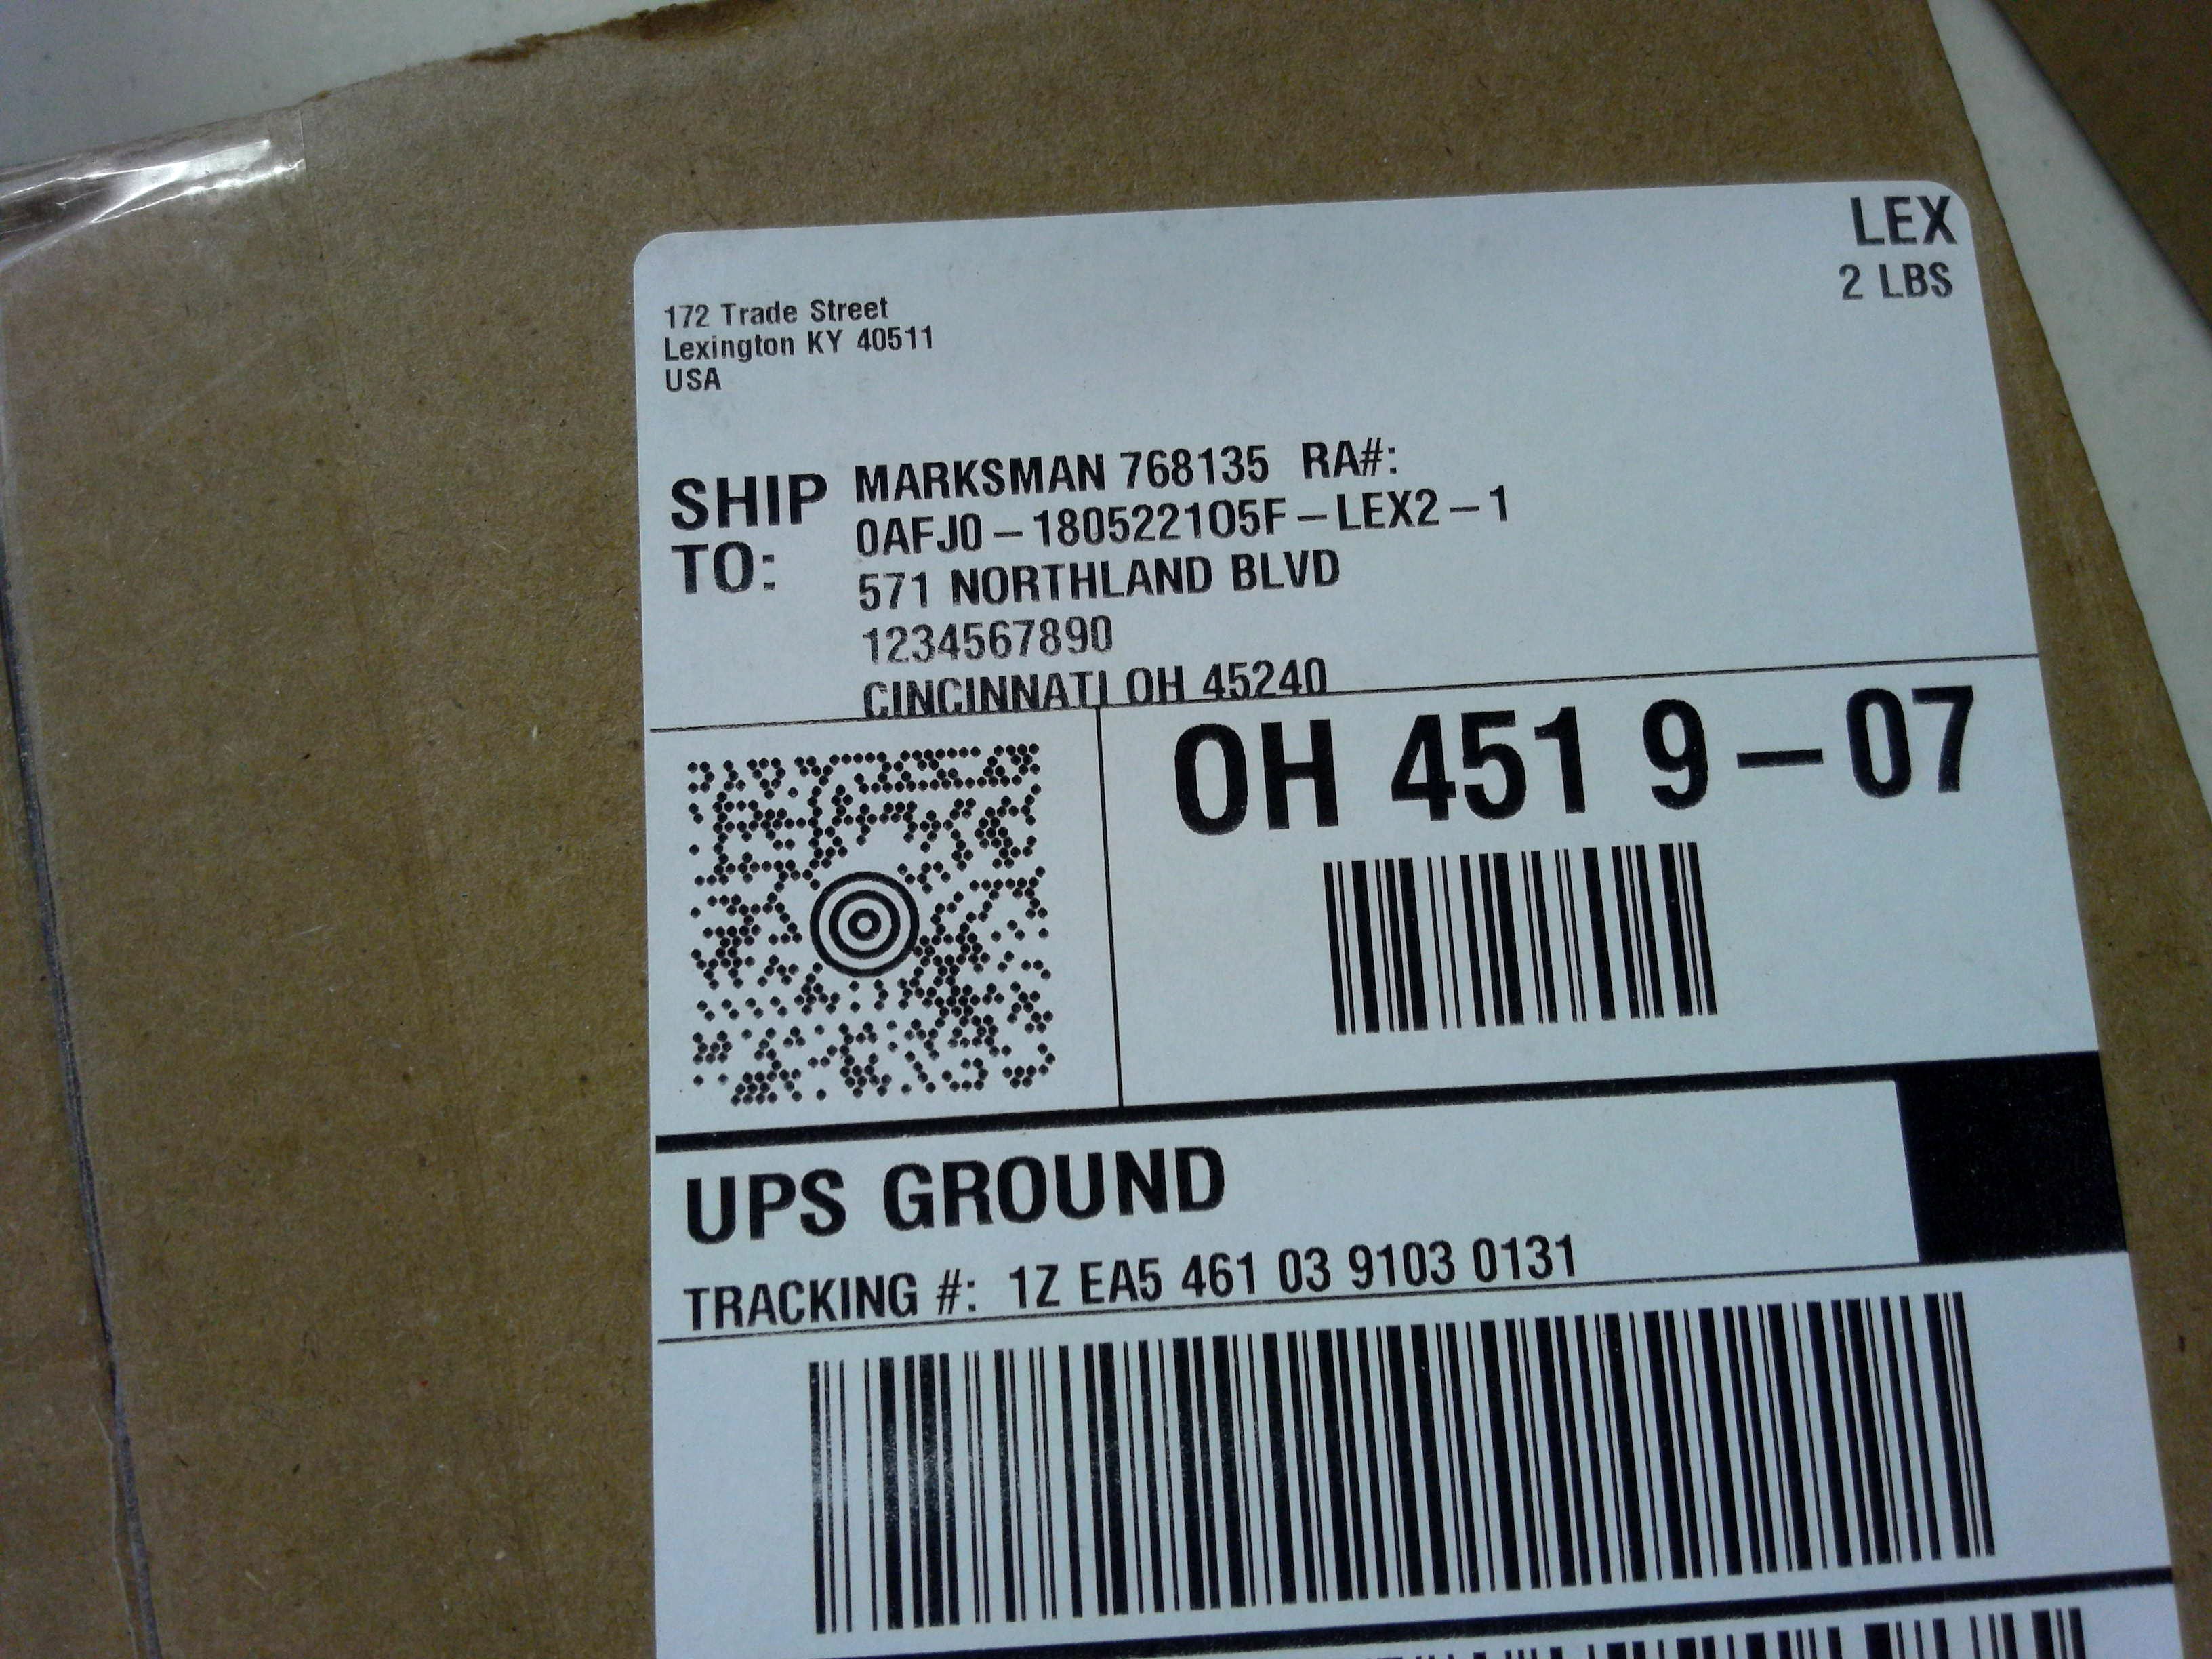 LEX
2 LBS
172 Trade Street
Lexington KY 40511
USA
SHIP TO:
MARKSMAN 768135 RA#:
0AFJ0-180522105F-LEX2-1
571 NORTHLAND BLVD
1234567890
CINCINNATI OH 45240
OH 451 9-07
UPS GROUND
TRACKING #: 1Z EA5 461 03 9103 0131